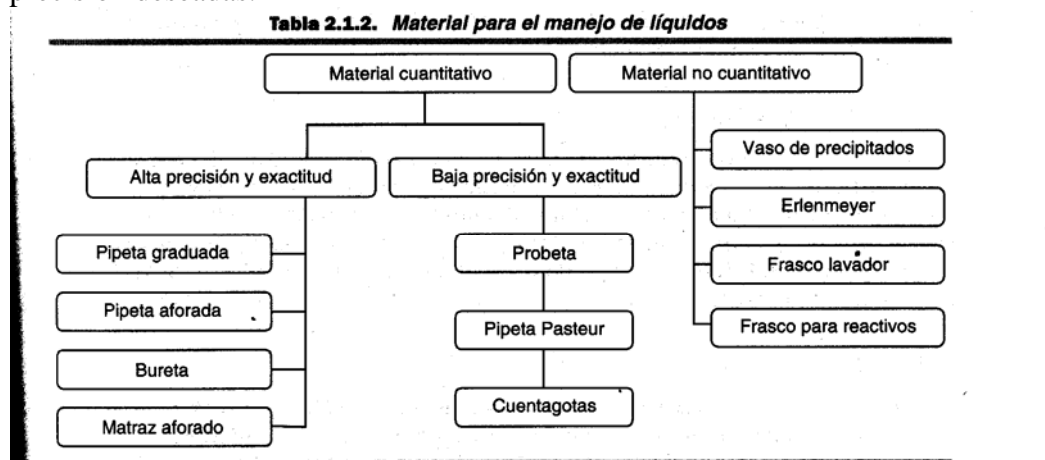 Tabla 2.1.2. Material para el manejo de líquidos
Material cuantitativo
Material no cuantitativo
Alta precisión y exactitud
Baja precisión y exactitud
Pipeta graduada
Pipeta aforada
Bureta
Matraz aforado
Probeta
Pipeta Pasteur
Cuentagotas
Vaso de precipitados
Erlenmeyer
Frasco lavador
Frasco para reactivos